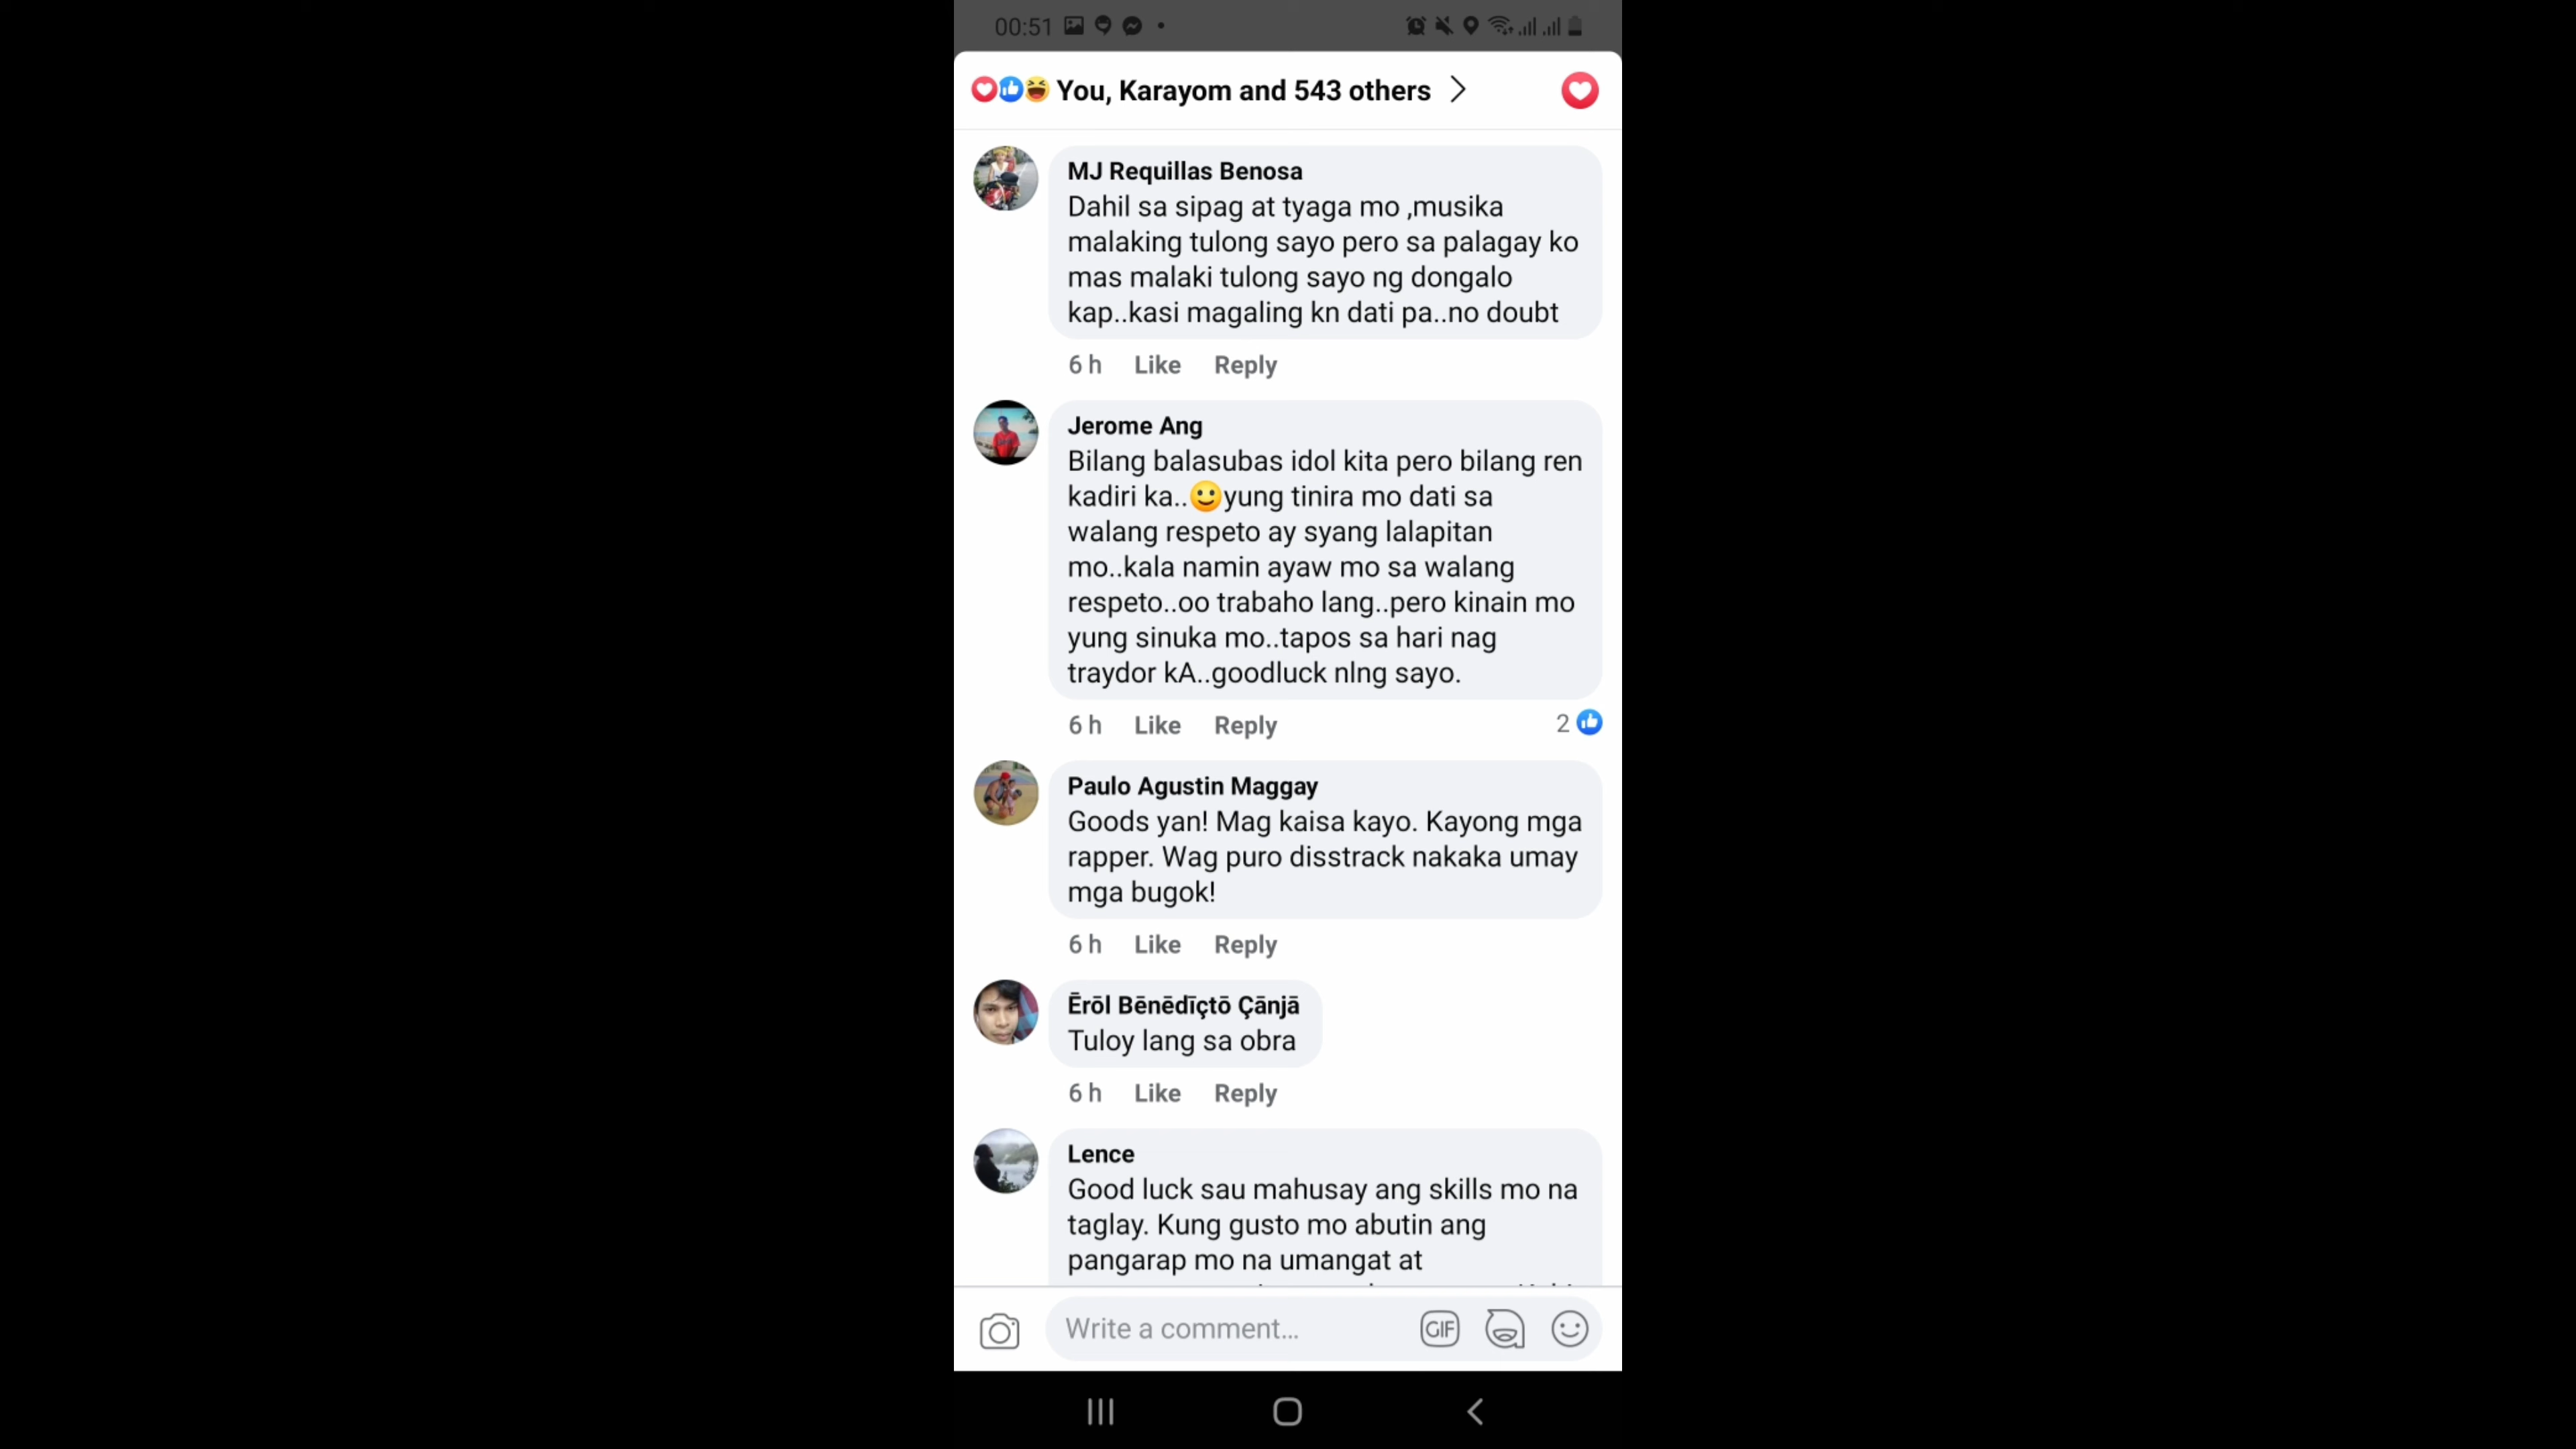 00:51
You, Karayom and 543 others
MJ Requillas Benosa
Dahil sa sipag at tyaga mo ,musika
malaking tulong sayo pero sa palagay ko
mas malaki tulong sayo ng dongalo
kap..kasi magaling kn dati pa..no doubt
6 h Like Reply
Jerome Ang
Bilang balasubas idol kita pero bilang ren
kadiri ka..🙂yung tinira mo dati sa
walang respeto ay syang lalapitan
mo..kala namin ayaw mo sa walang
respeto..oo trabaho lang..pero kinain mo
yung sinuka mo..tapos sa hari nag
traydor kA..goodluck nlng sayo.
6 h Like Reply 2
Paulo Agustin Maggay
Goods yan! Mag kaisa kayo. Kayong mga
rapper. Wag puro disstrack nakaka umay
mga bugok!
6 h Like Reply
Ērōl Bēnēdīçtō Çānjā
Tuloy lang sa obra
6 h Like Reply
Lence
Good luck sau mahusay ang skills mo na
taglay. Kung gusto mo abutin ang
pangarap mo na umangat at
Write a comment... GIF